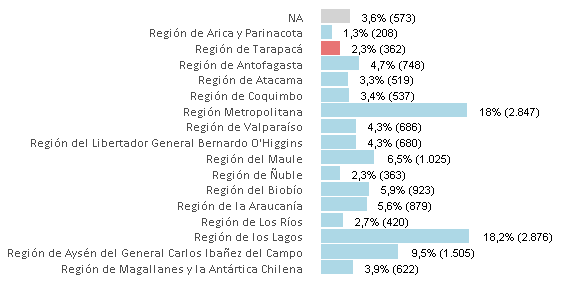 NA 3,6% (573)
Región de Arica y Parinacota 1,3% (208)
Región de Tarapacá 2,3% (362)
Región de Antofagasta 4,7% (748)
Región de Atacama 3,3% (519)
Región de Coquimbo 3,4% (537)
Región Metropolitana 18% (2.847)
Región de Valparaíso 4,3% (686)
Región del Libertador General Bernardo O'Higgins 4,3% (680)
Región del Maule 6,5% (1.025)
Región de Ñuble 2,3% (363)
Región del Biobío 5,9% (923)
Región de la Araucanía 5,6% (879)
Región de Los Ríos 2,7% (420)
Región de los Lagos 18,2% (2.876)
Región de Aysén del General Carlos Ibañez del Campo 9,5% (1.505)
Región de Magallanes y la Antártica Chilena 3,9% (622)